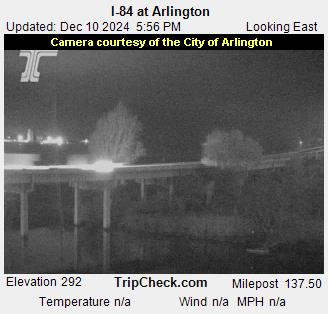 I-84 at Arlington
Updated: Dec 10 2024 5:56 PM Looking East
Camera courtesy of the City of Arlington
Elevation 292 TripCheck.com Milepost 137.50
Temperature n/a Wind n/a MPH n/a